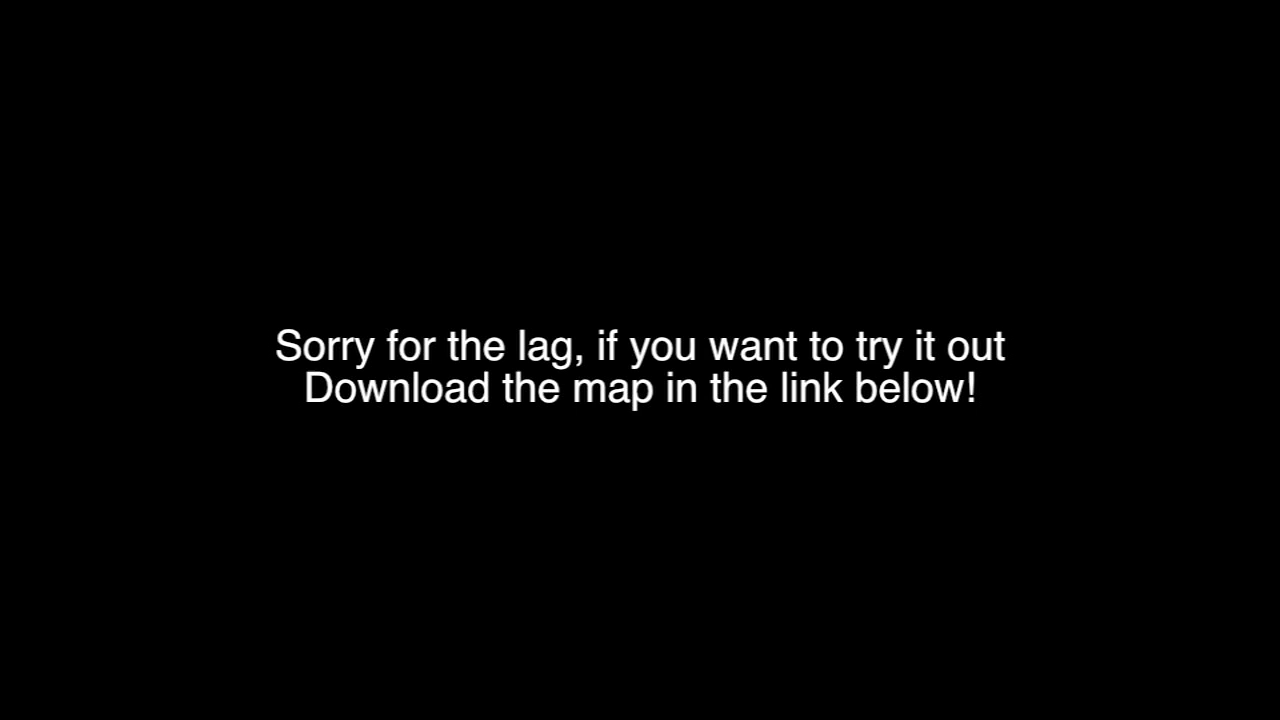 Sorry for the lag, if you want to try it out
Download the map in the link below!